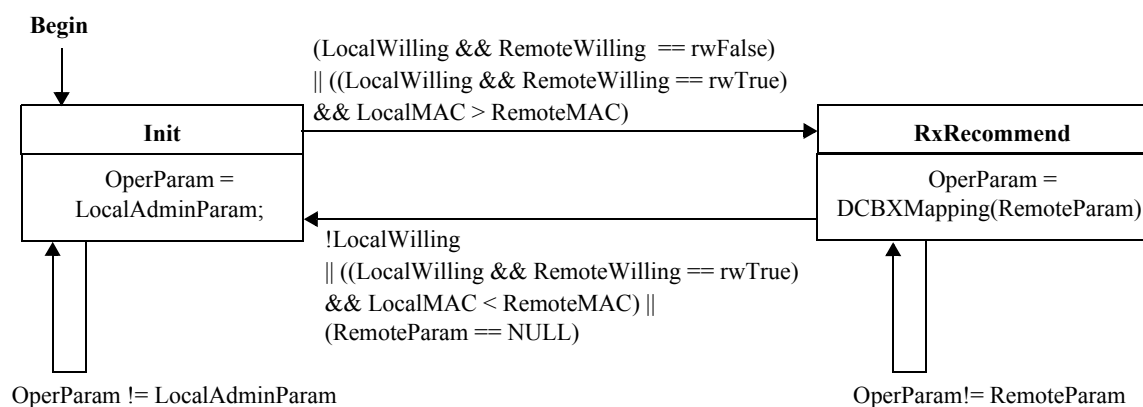 Begin
(LocalWilling && RemoteWilling == rwFalse)
|| ((LocalWilling && RemoteWilling == rwTrue)
&& LocalMAC > RemoteMAC)
Init
RxRecommend
OperParam =
LocalAdminParam;
OperParam =
DCBXMapping(RemoteParam)
!LocalWilling
|| ((LocalWilling && RemoteWilling == rwTrue)
&& LocalMAC < RemoteMAC) ||
(RemoteParam == NULL)
OperParam != LocalAdminParam
OperParam!= RemoteParam